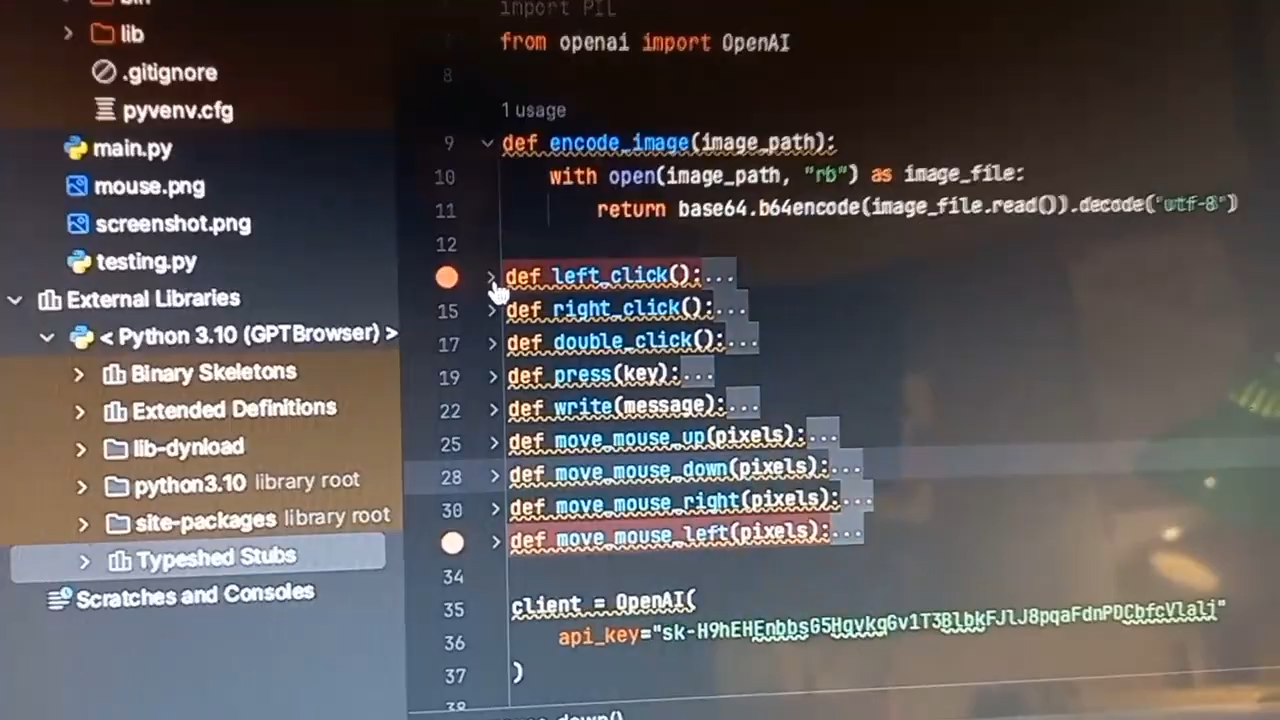 import PIL
lib
from openai import OpenAI
.gitignore
8
pyvenv.cfg
1 usage
main.py
9 def encode_image(image_path):
mouse.png
10 with open(image_path, "rb") as image_file:
screenshot.png
11 return base64.b64encode(image_file.read()).decode("utf-8")
12
testing.py
def left_click():...
External Libraries
15 def right_click():...
< Python 3.10 (GPTBrowser) >
17 def double_click():...
Binary Skeletons
19 def press(key):...
Extended Definitions
22 def write(message):...
lib-dynload
25 def move_mouse_up(pixels):...
python3.10 library root
28 def move_mouse_down(pixels):...
site-packages library root
30 def move_mouse_right(pixels):...
Typeshed Stubs
def move_mouse_left(pixels):...
34
Scratches and Consoles
35 client = OpenAI(
36 api_key=
37 )
38